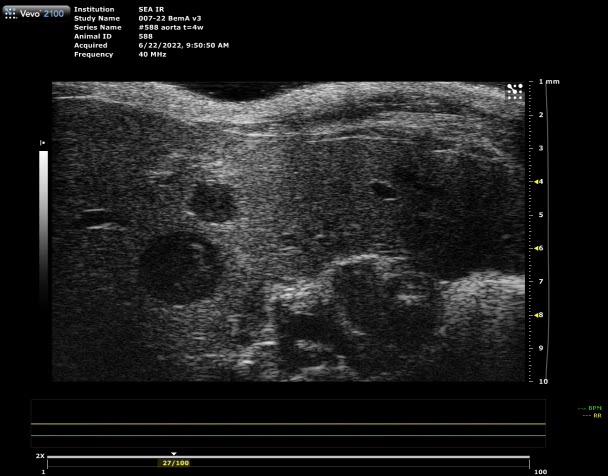 Vevo 2100
Institution SEA IR
Study Name 007-22 BemA v3
Series Name #588 aorta t=4w
Animal ID 588
Acquired 6/22/2022, 9:50:50 AM
Frequency 40 MHz
1 mm
2
3
4
5
6
7
8
9
10
--- BPM
--- RR
2X
27/100
1 100